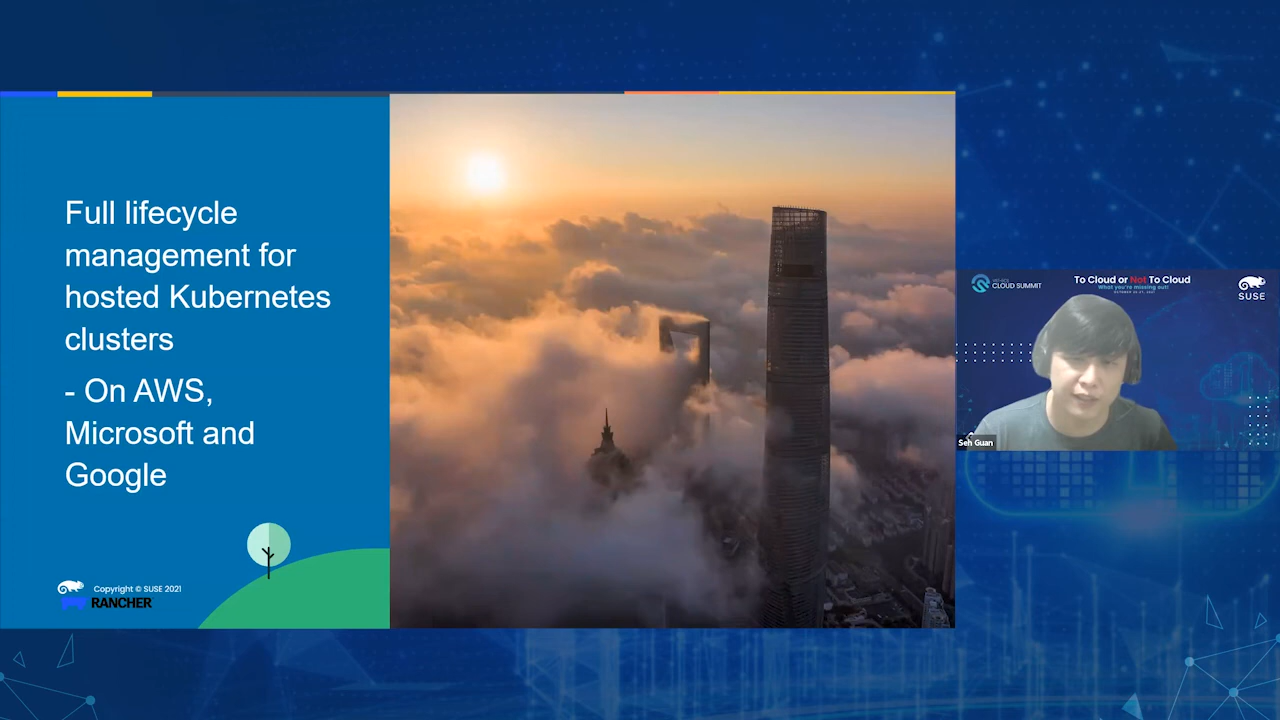 Full lifecycle
management for
hosted Kubernetes
clusters
- On AWS,
Microsoft and
Google
Copyright © SUSE 2021
RANCHER
CLOUD SUMMIT
To Cloud or Not To Cloud
What you're missing out!
SUSE
Seh Guan